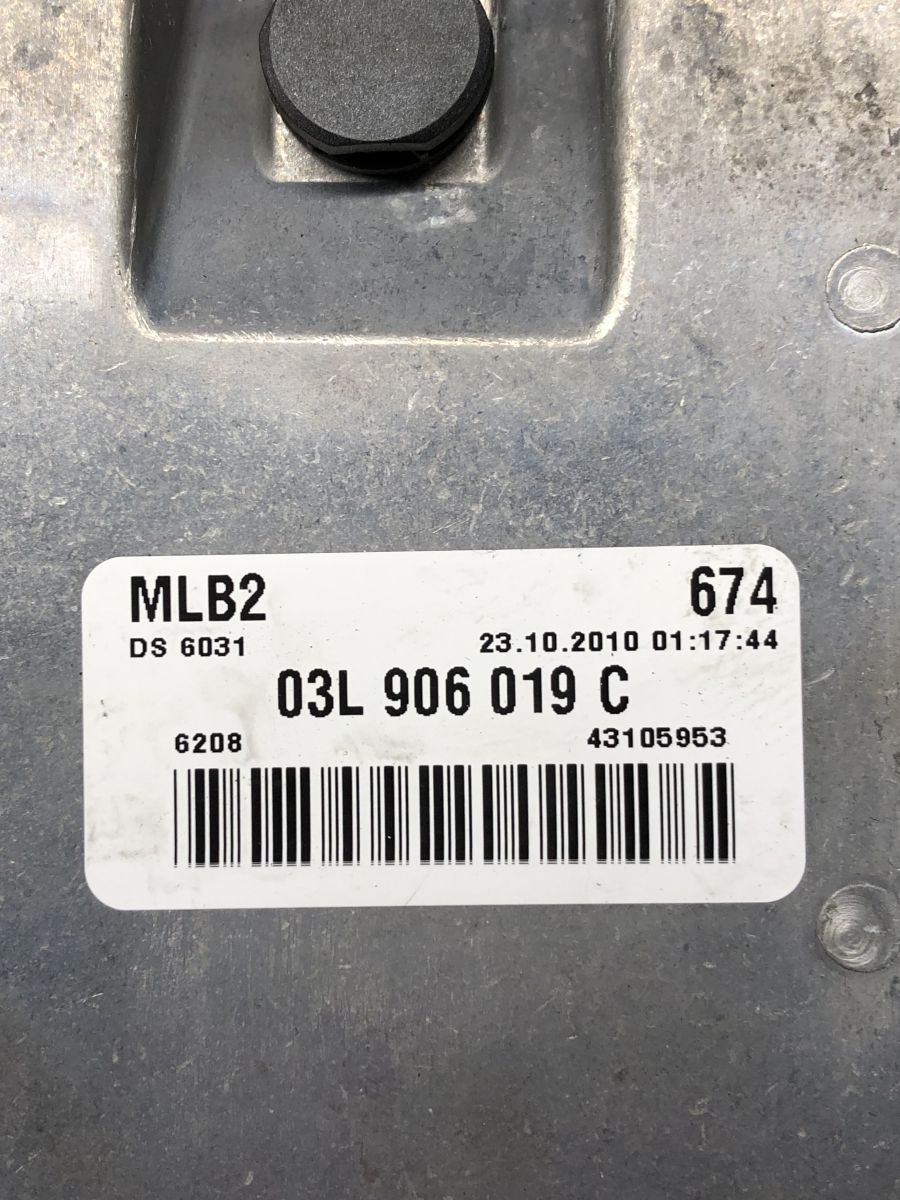 MLB2 674
DS 6031 23.10.2010 01:17:44
03L 906 019 C
6208 43105953